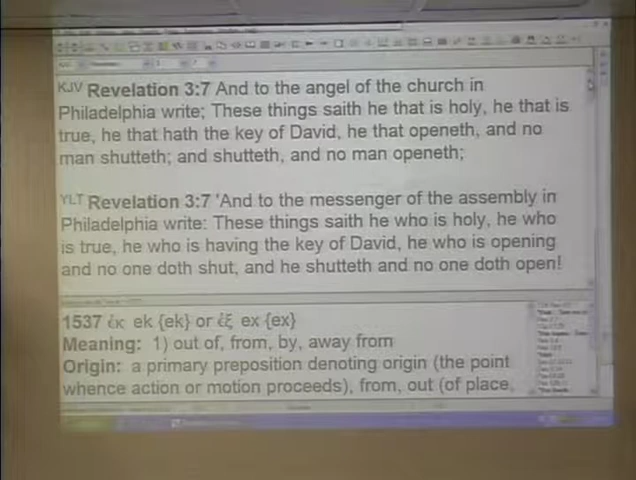 KJV Revelation 3:7 And to the angel of the church in
Philadelphia write; These things saith he that is holy, he that is
true, he that hath the key of David, he that openeth, and no
man shutteth; and shutteth, and no man openeth;
YLT Revelation 3:7 'And to the messenger of the assembly in
Philadelphia write: These things saith he who is holy, he who
is true, he who is having the key of David, he who is opening
and no one doth shut, and he shutteth and no one doth open!
1537 ἐκ ek {ek} or ἐξ ex {ex}
Meaning: 1) out of, from, by, away from
Origin: a primary preposition denoting origin (the point
whence action or motion proceeds), from, out (of place,